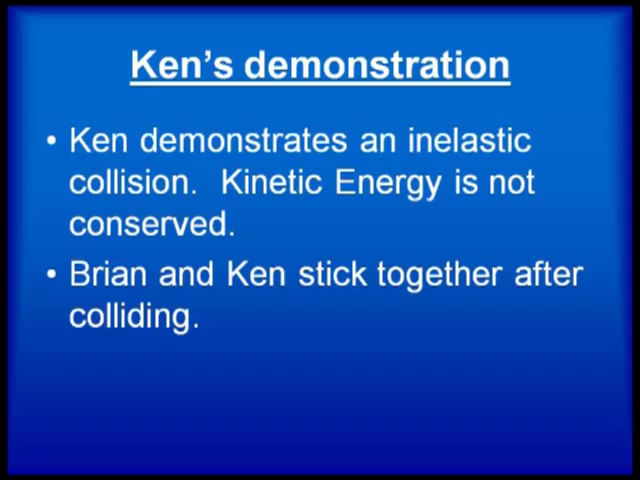 Ken’s demonstration
• Ken demonstrates an inelastic
collision.  Kinetic Energy is not
conserved.
• Brian and Ken stick together after
colliding.